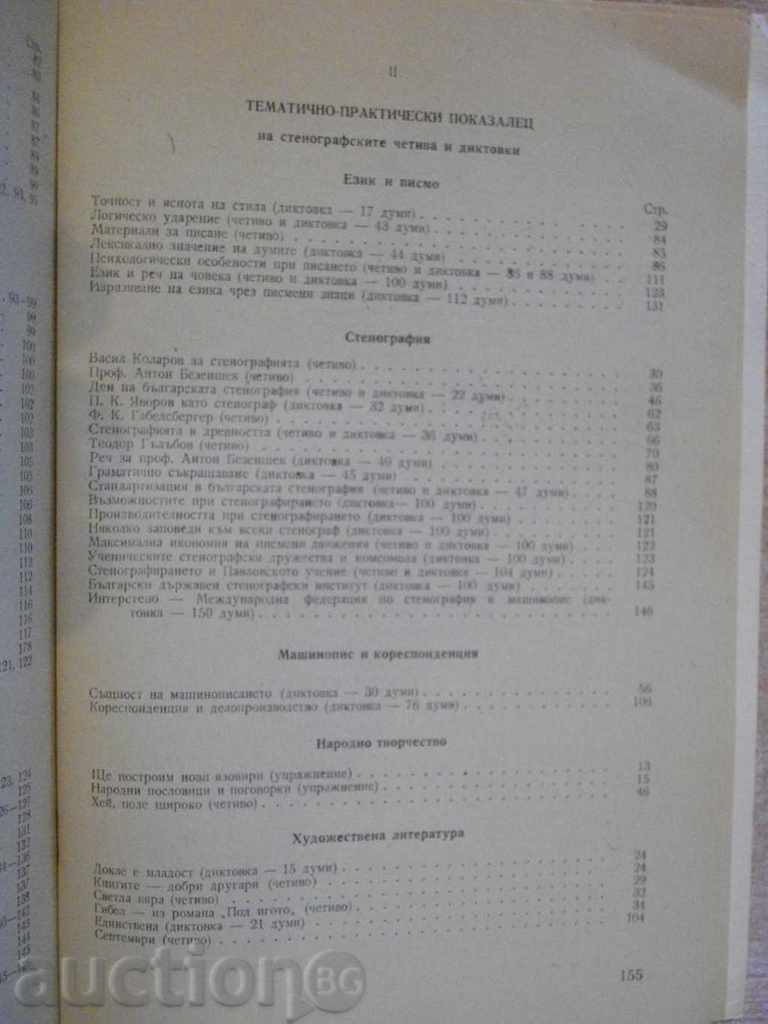 II
ТЕМАТИЧНО-ПРАКТИЧЕСКИ ПОКАЗАЛЕЦ
на стенографските четива и диктовки
Език и писмо
Стр.
Точност и яснота на стила (диктовка — 17 думи) 29
Логическо ударение (четиво и диктовка — 43 думи) 84
Материали за писане (четиво) 83
Лексикално значение на думите (диктовка — 44 думи) 86
Психологически особености при писането (четиво и диктовка — 85 и 88 думи) 111
Език и реч на човека (четиво и диктовка — 100 думи) 123
Изразяване на езика чрез писмени знаци (диктовка — 112 думи) 131
Стенография
Васил Коларов за стенографията (четиво) 30
Проф. Антон Безеншек (четиво) 36
Ден на българската стенография (четиво и диктовка — 22 думи) 46
П. К. Яворов като стенограф (диктовка — 32 думи) 62
Ф. К. Габелсбергер (четиво) 63
Стенографията в древността (четиво и диктовка — 36 думи) 66
Теодор Гълъбов (четиво) 70
Реч за проф. Антон Безеншек (диктовка — 40 думи) 80
Граматично съкращаване (диктовка — 45 думи) 87
Стандартизация в българската стенография (четиво и диктовка — 47 думи) 88
Възможностите при стенографирането (диктовка— 100 думи) 120
Производителността при стенографирането (диктовка — 100 думи) 121
Няколко заповеди към всеки стенограф (диктовка — 100 думи) 121
Максимална икономия на писмени движения (четиво и диктовка — 100 думи) 122
Ученическите стенографски дружества и комсомола (диктовка — 100 думи) 123
Стенографирането и Павловското учение (четиво и диктовка — 104 думи) 124
Български държавен стенографски институт (диктовка — 100 думи) 145
Интерстено — Международна федерация по стенография и машинопис (дик-
товка — 150 думи) 146
Машинопис и кореспонденция
Същност на машинописането (диктовка — 30 думи) 56
Кореспонденция и делопроизводство (диктовка — 76 думи) 106
Народно творчество
Ще построим нови язовири (упражнение) 13
Народни пословици и поговорки (упражнение) 15
Хей, поле широко (четиво) 46
Художествена литература
Докле е младост (диктовка — 15 думи) 24
Книгите — добри другари (четиво) 24
Светла вяра (четиво) 29
Гибел — из романа „Под игото„ (четиво) 32
Единствена (диктовка — 21 думи) 34
Септември (четиво) 104
155
auctionBG